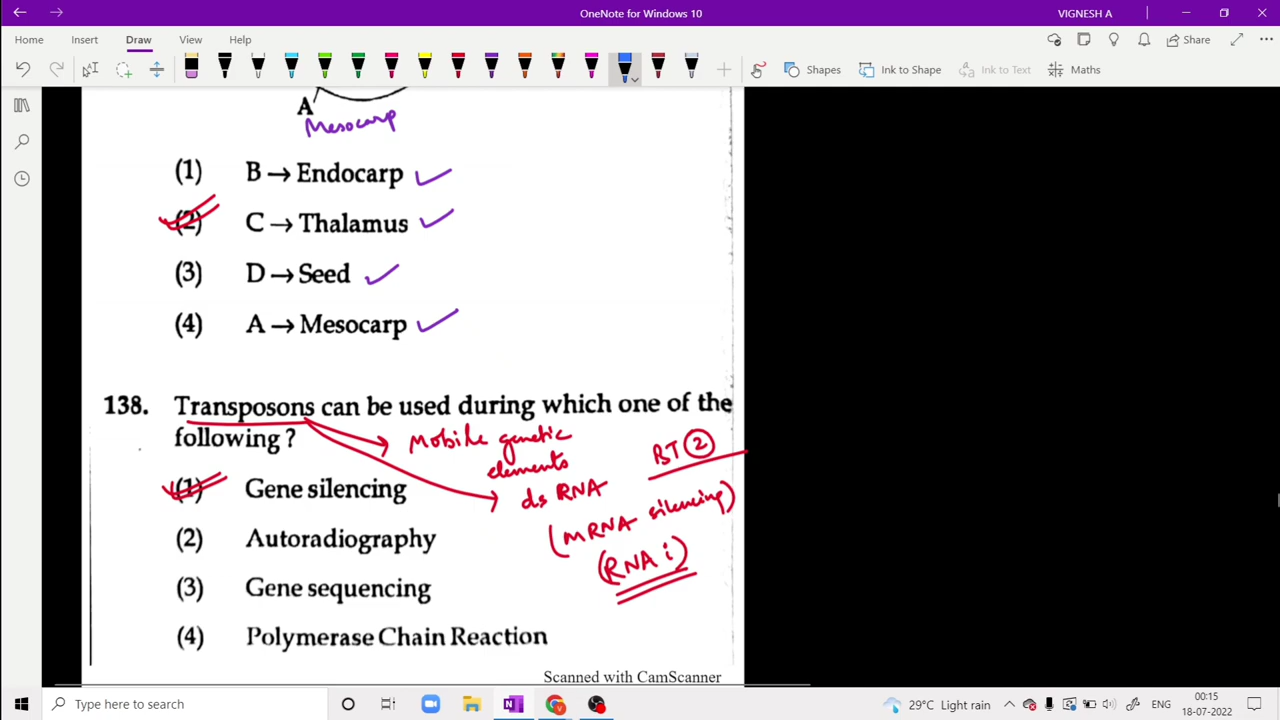 OneNote for Windows 10
VIGNESH A
Home Insert Draw View Help
Share
Shapes Ink to Shape Ink to Text Maths
A
Mesocarp
(1) B → Endocarp
(2) C → Thalamus
(3) D → Seed
(4) A → Mesocarp
138. Transposons can be used during which one of the
following ?
Mobile genetic
elements
BT 2
(1) Gene silencing
ds RNA
(mRNA silencing)
(2) Autoradiography
(RNA i)
(3) Gene sequencing
(4) Polymerase Chain Reaction
Scanned with CamScanner
Type here to search
29°C Light rain
ENG
00:15
18-07-2022